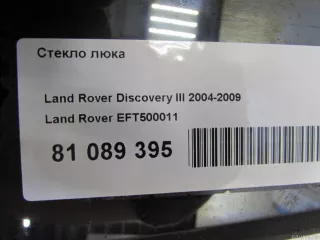 Стекло люка
Land Rover Discovery III 2004-2009
Land Rover EFT500011
81 089 395